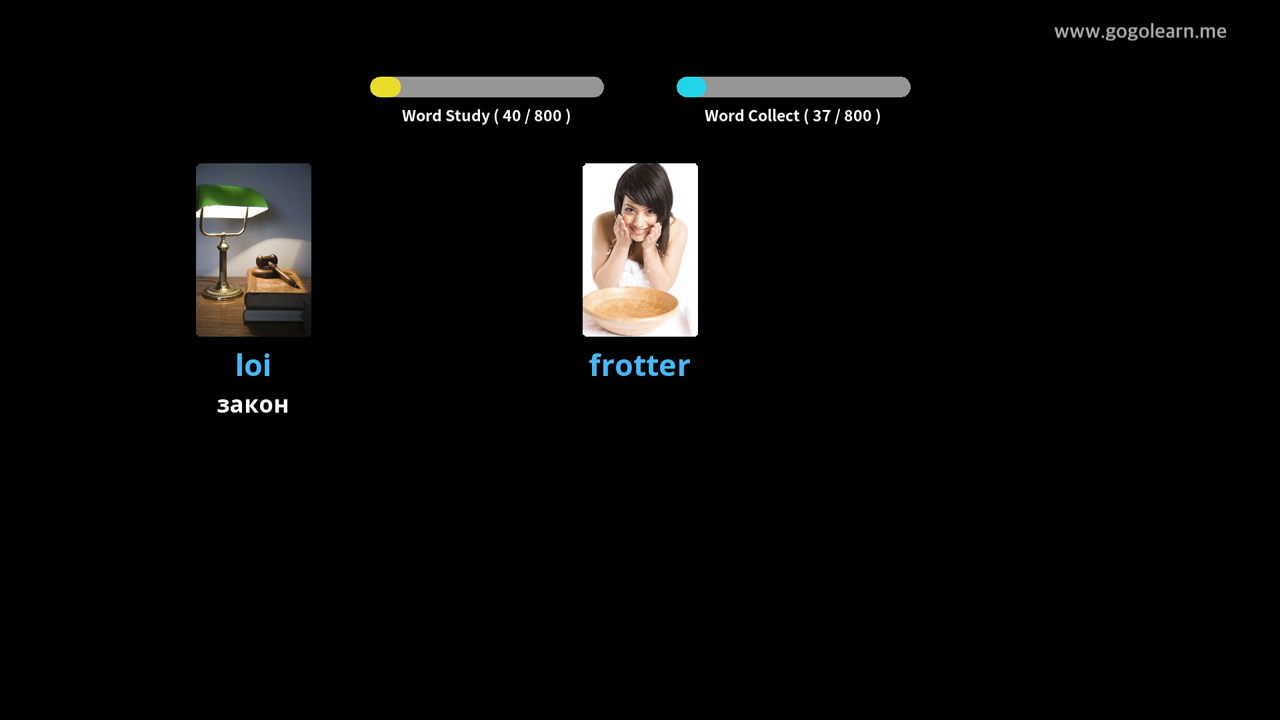 www.gogolearn.me
Word Study ( 40 / 800 )
Word Collect ( 37 / 800 )
loi
закон
frotter